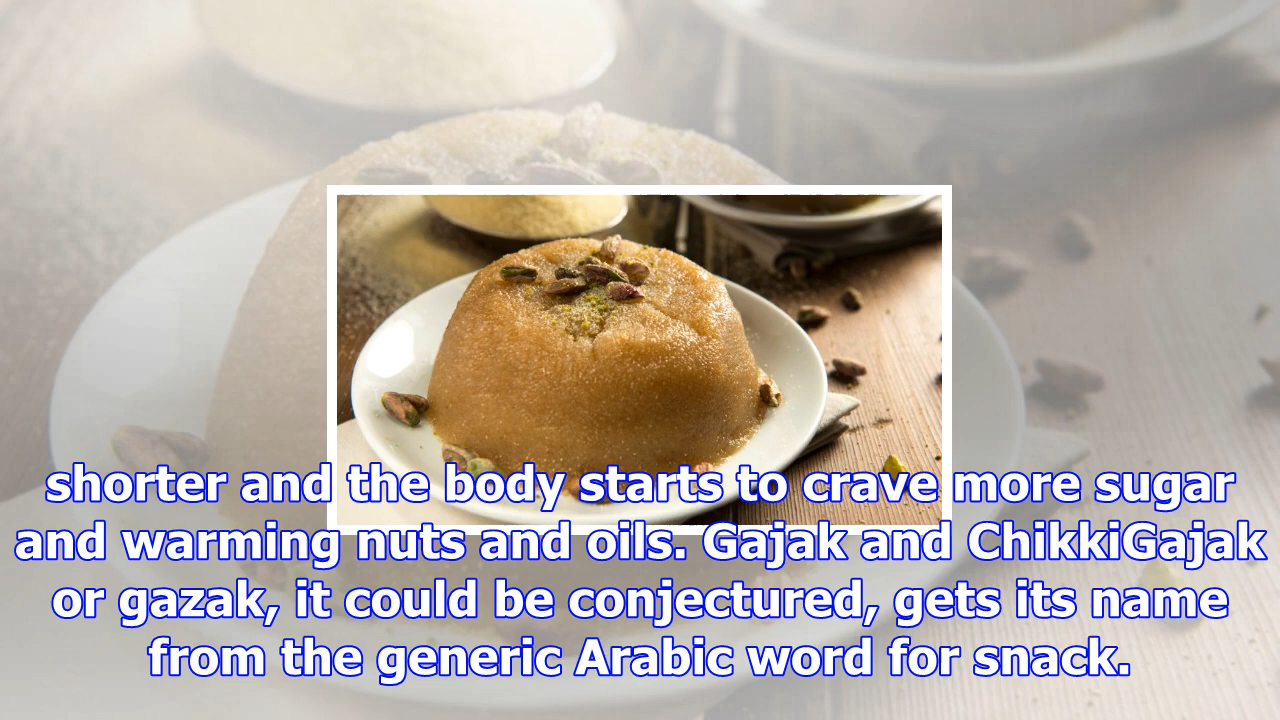 shorter and the body starts to crave more sugar
and warming nuts and oils. Gajak and ChikkiGajak
or gazak, it could be conjectured, gets its name
from the generic Arabic word for snack.